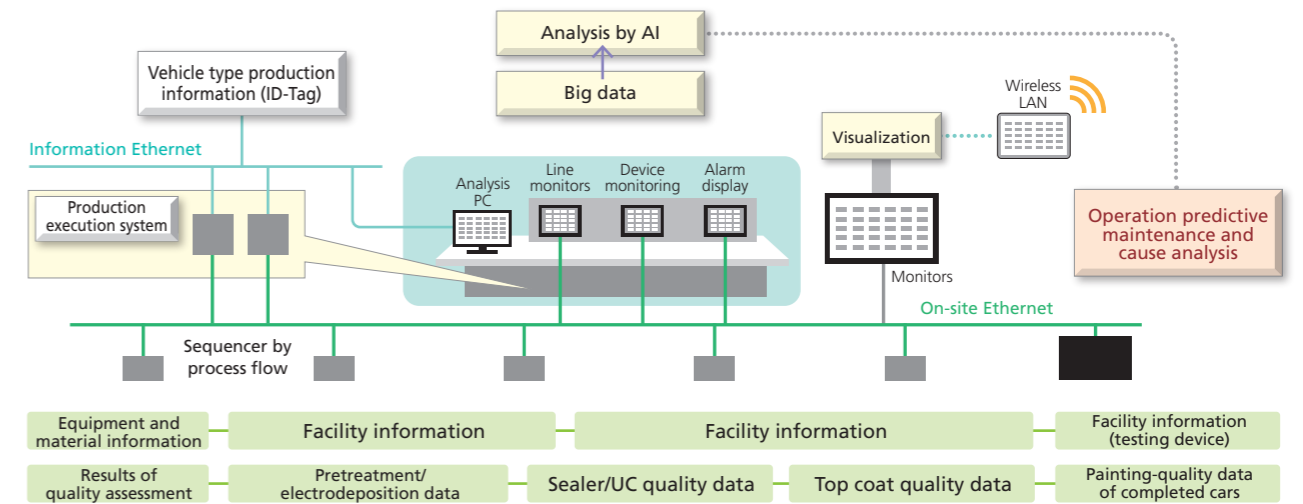 Analysis by AI
Big data
Vehicle type production
information (ID-Tag)
Wireless
LAN
Visualization
Information Ethernet
Production
execution system
Analysis
PC
Line
monitors
Device
monitoring
Alarm
display
Monitors
Operation predictive
maintenance and
cause analysis
On-site Ethernet
Sequencer by
process flow
Equipment and
material information
Facility information
Facility information
Facility information
(testing device)
Results of
quality assessment
Pretreatment/
electrodeposition data
Sealer/UC quality data
Top coat quality data
Painting-quality data
of completed cars